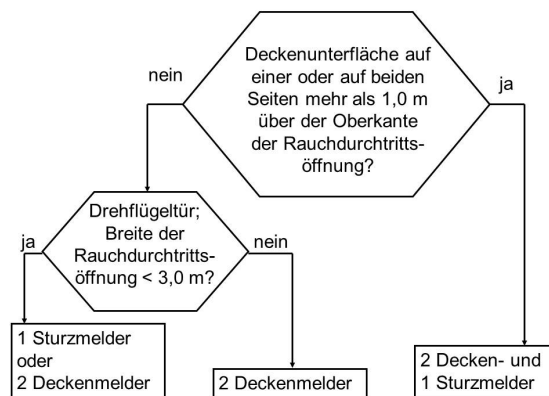 Deckenunterfläche auf
einer oder auf beiden
Seiten mehr als 1,0 m
über der Oberkante
der Rauchdurchtritts-
öffnung?
nein
ja
Drehflügeltür;
Breite der
Rauchdurchtritts-
öffnung < 3,0 m?
ja
nein
1 Sturzmelder
oder
2 Deckenmelder
2 Deckenmelder
2 Decken- und
1 Sturzmelder